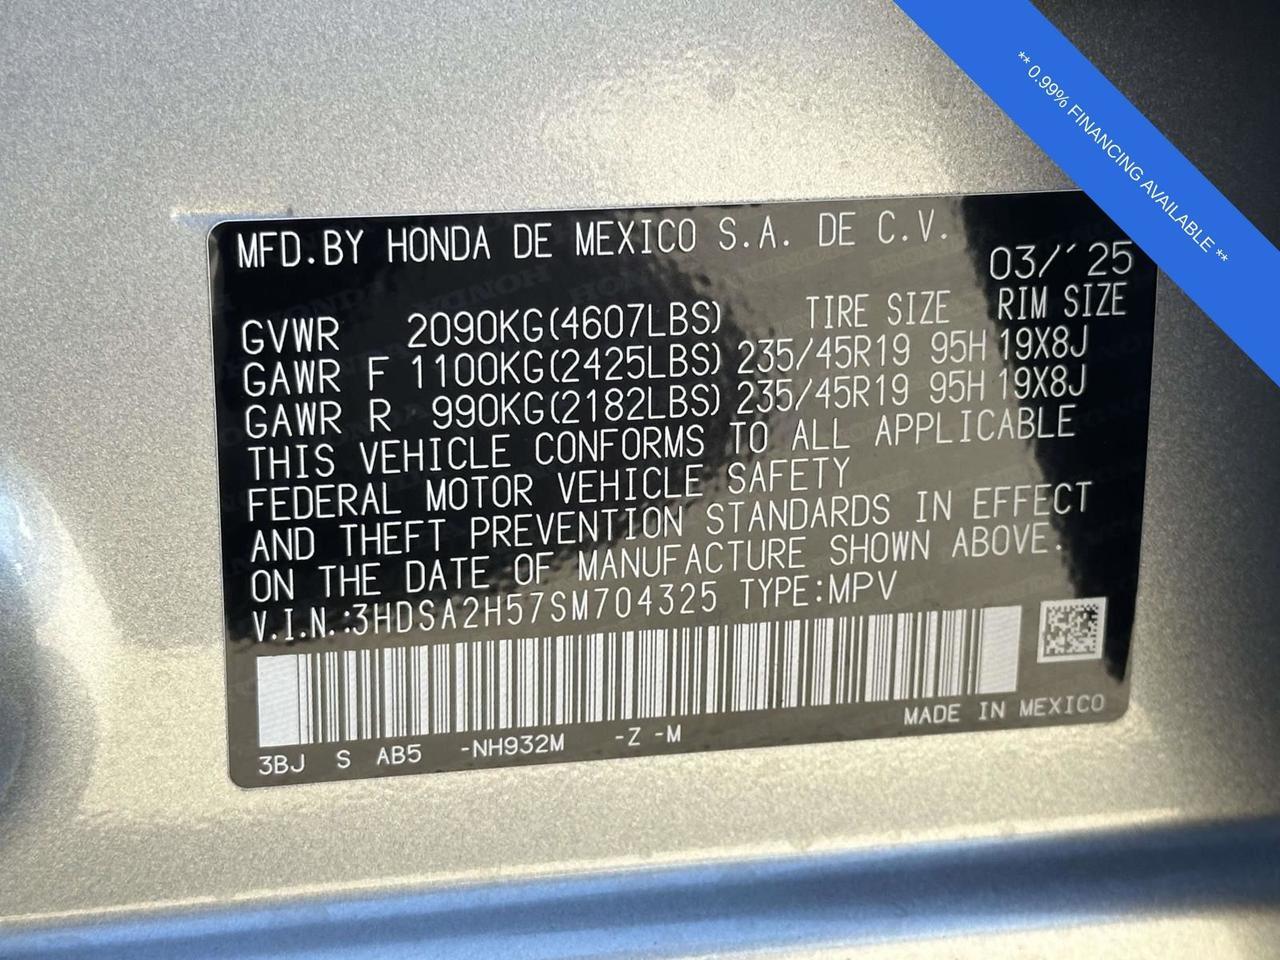 ** 0.99% FINANCING AVAILABLE **
MFD.BY HONDA DE MEXICO S.A. DE C.V.
03/´25
GVWR 2090KG(4607LBS) TIRE SIZE RIM SIZE
GAWR F 1100KG(2425LBS) 235/45R19 95H 19X8J
GAWR R 990KG(2182LBS) 235/45R19 95H 19X8J
THIS VEHICLE CONFORMS TO ALL APPLICABLE
FEDERAL MOTOR VEHICLE SAFETY
AND THEFT PREVENTION STANDARDS IN EFFECT
ON THE DATE OF MANUFACTURE SHOWN ABOVE.
V.I.N.:3HDSA2H57SM704325 TYPE:MPV
3BJ S AB5 -NH932M -Z -M MADE IN MEXICO